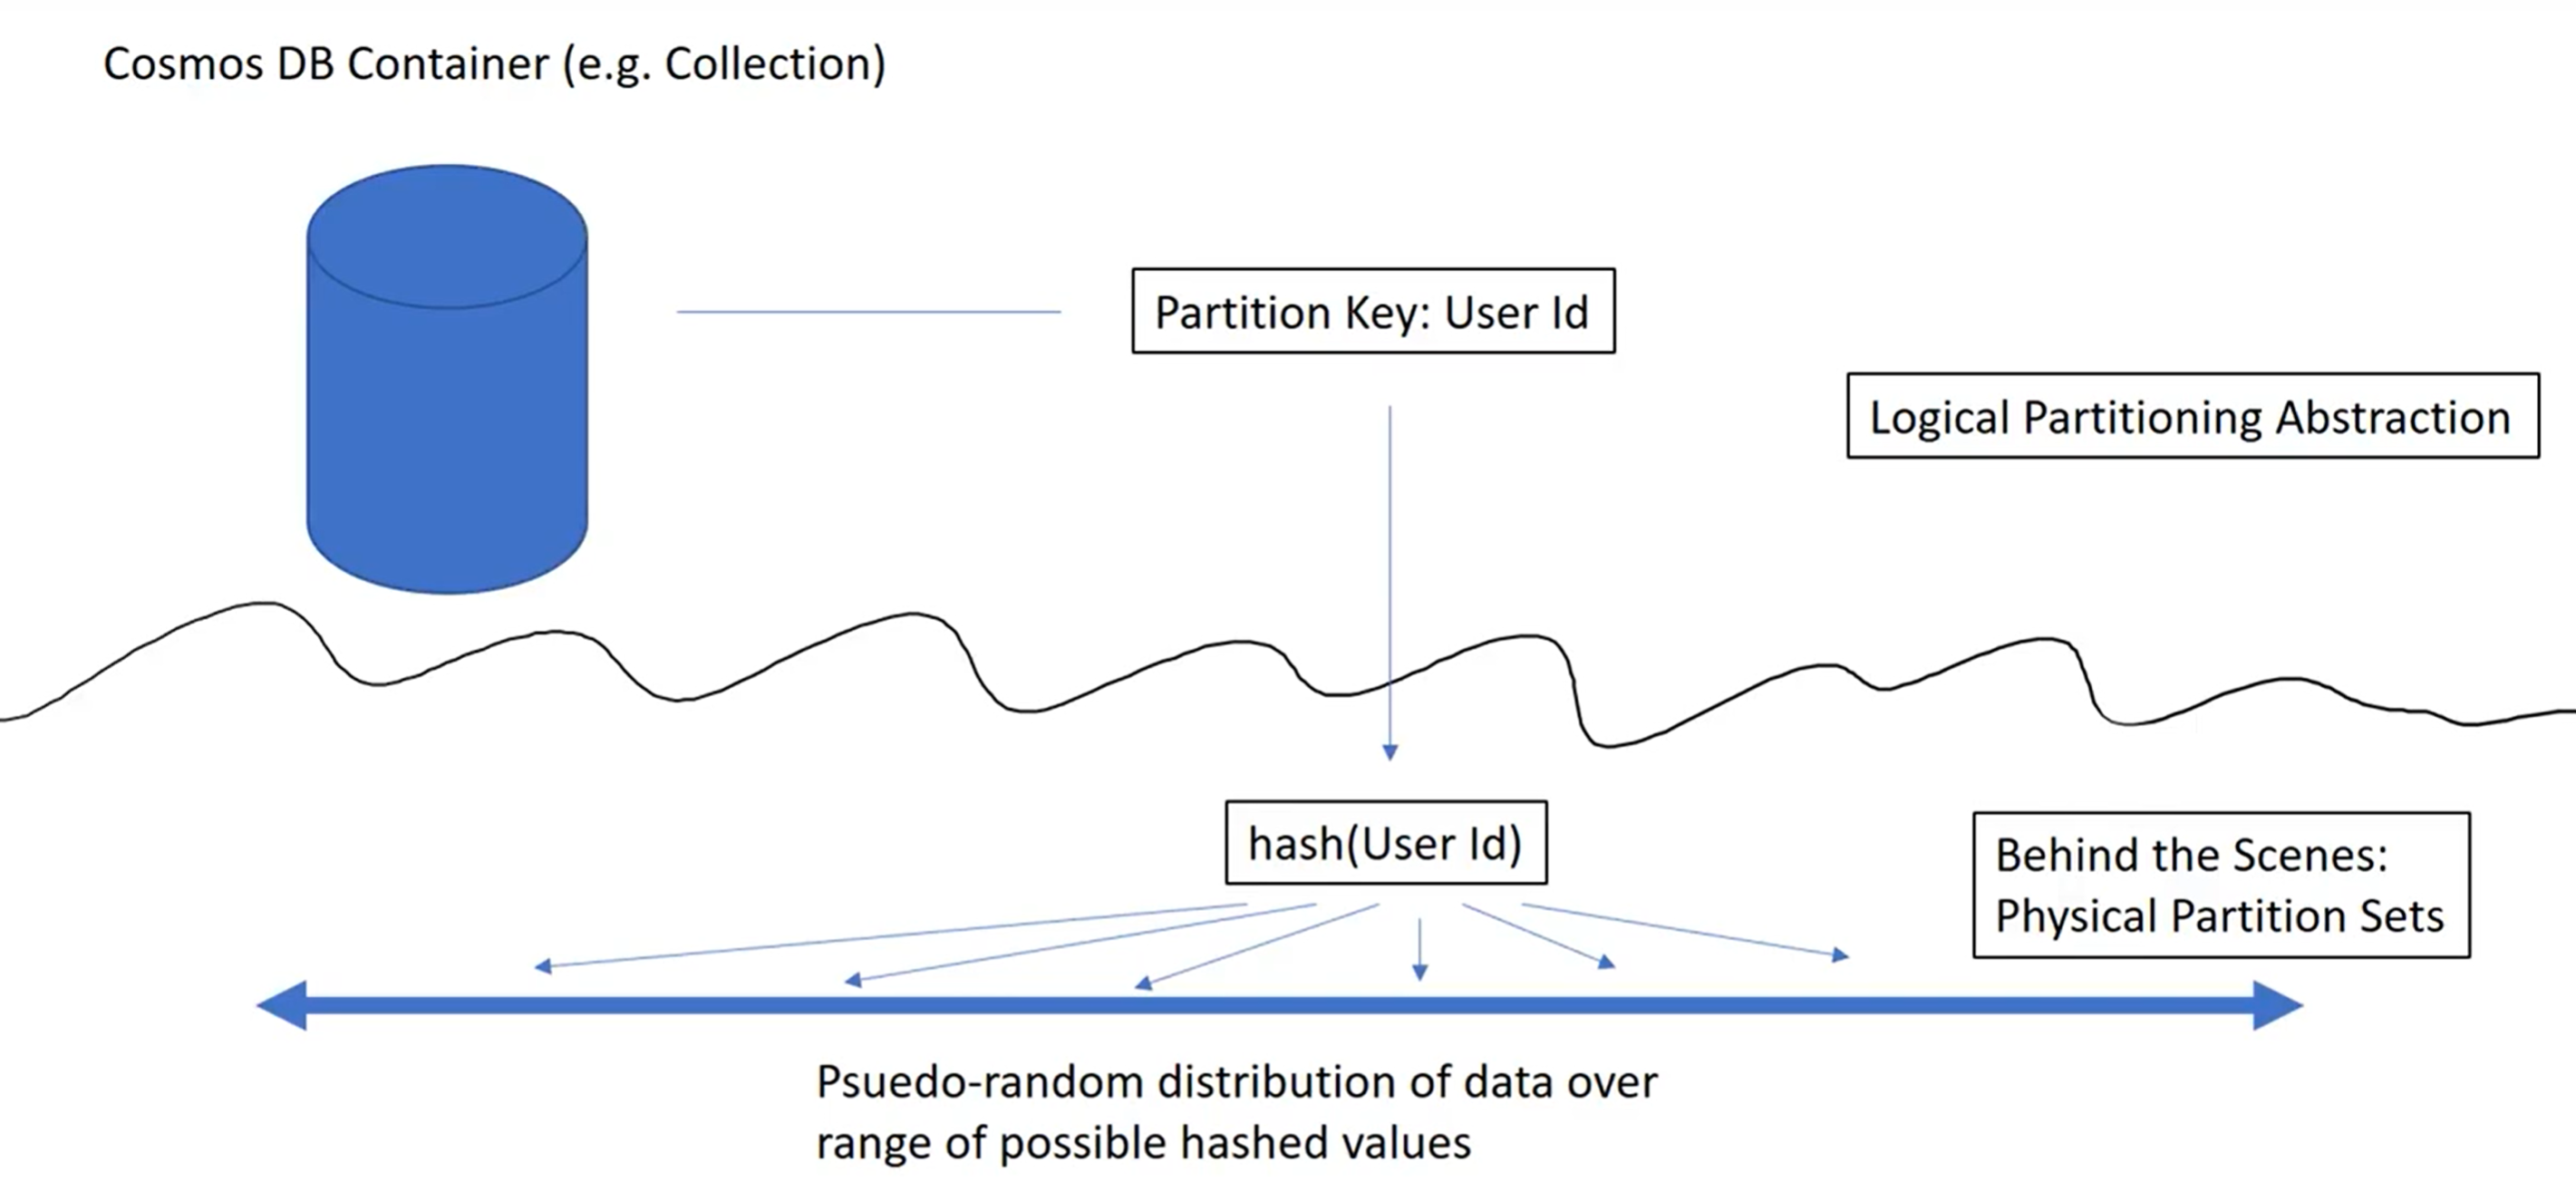 Cosmos DB Container (e.g. Collection)
Partition Key: User Id
Logical Partitioning Abstraction
hash(User Id)
Behind the Scenes:
Physical Partition Sets
Psuedo-random distribution of data over
range of possible hashed values